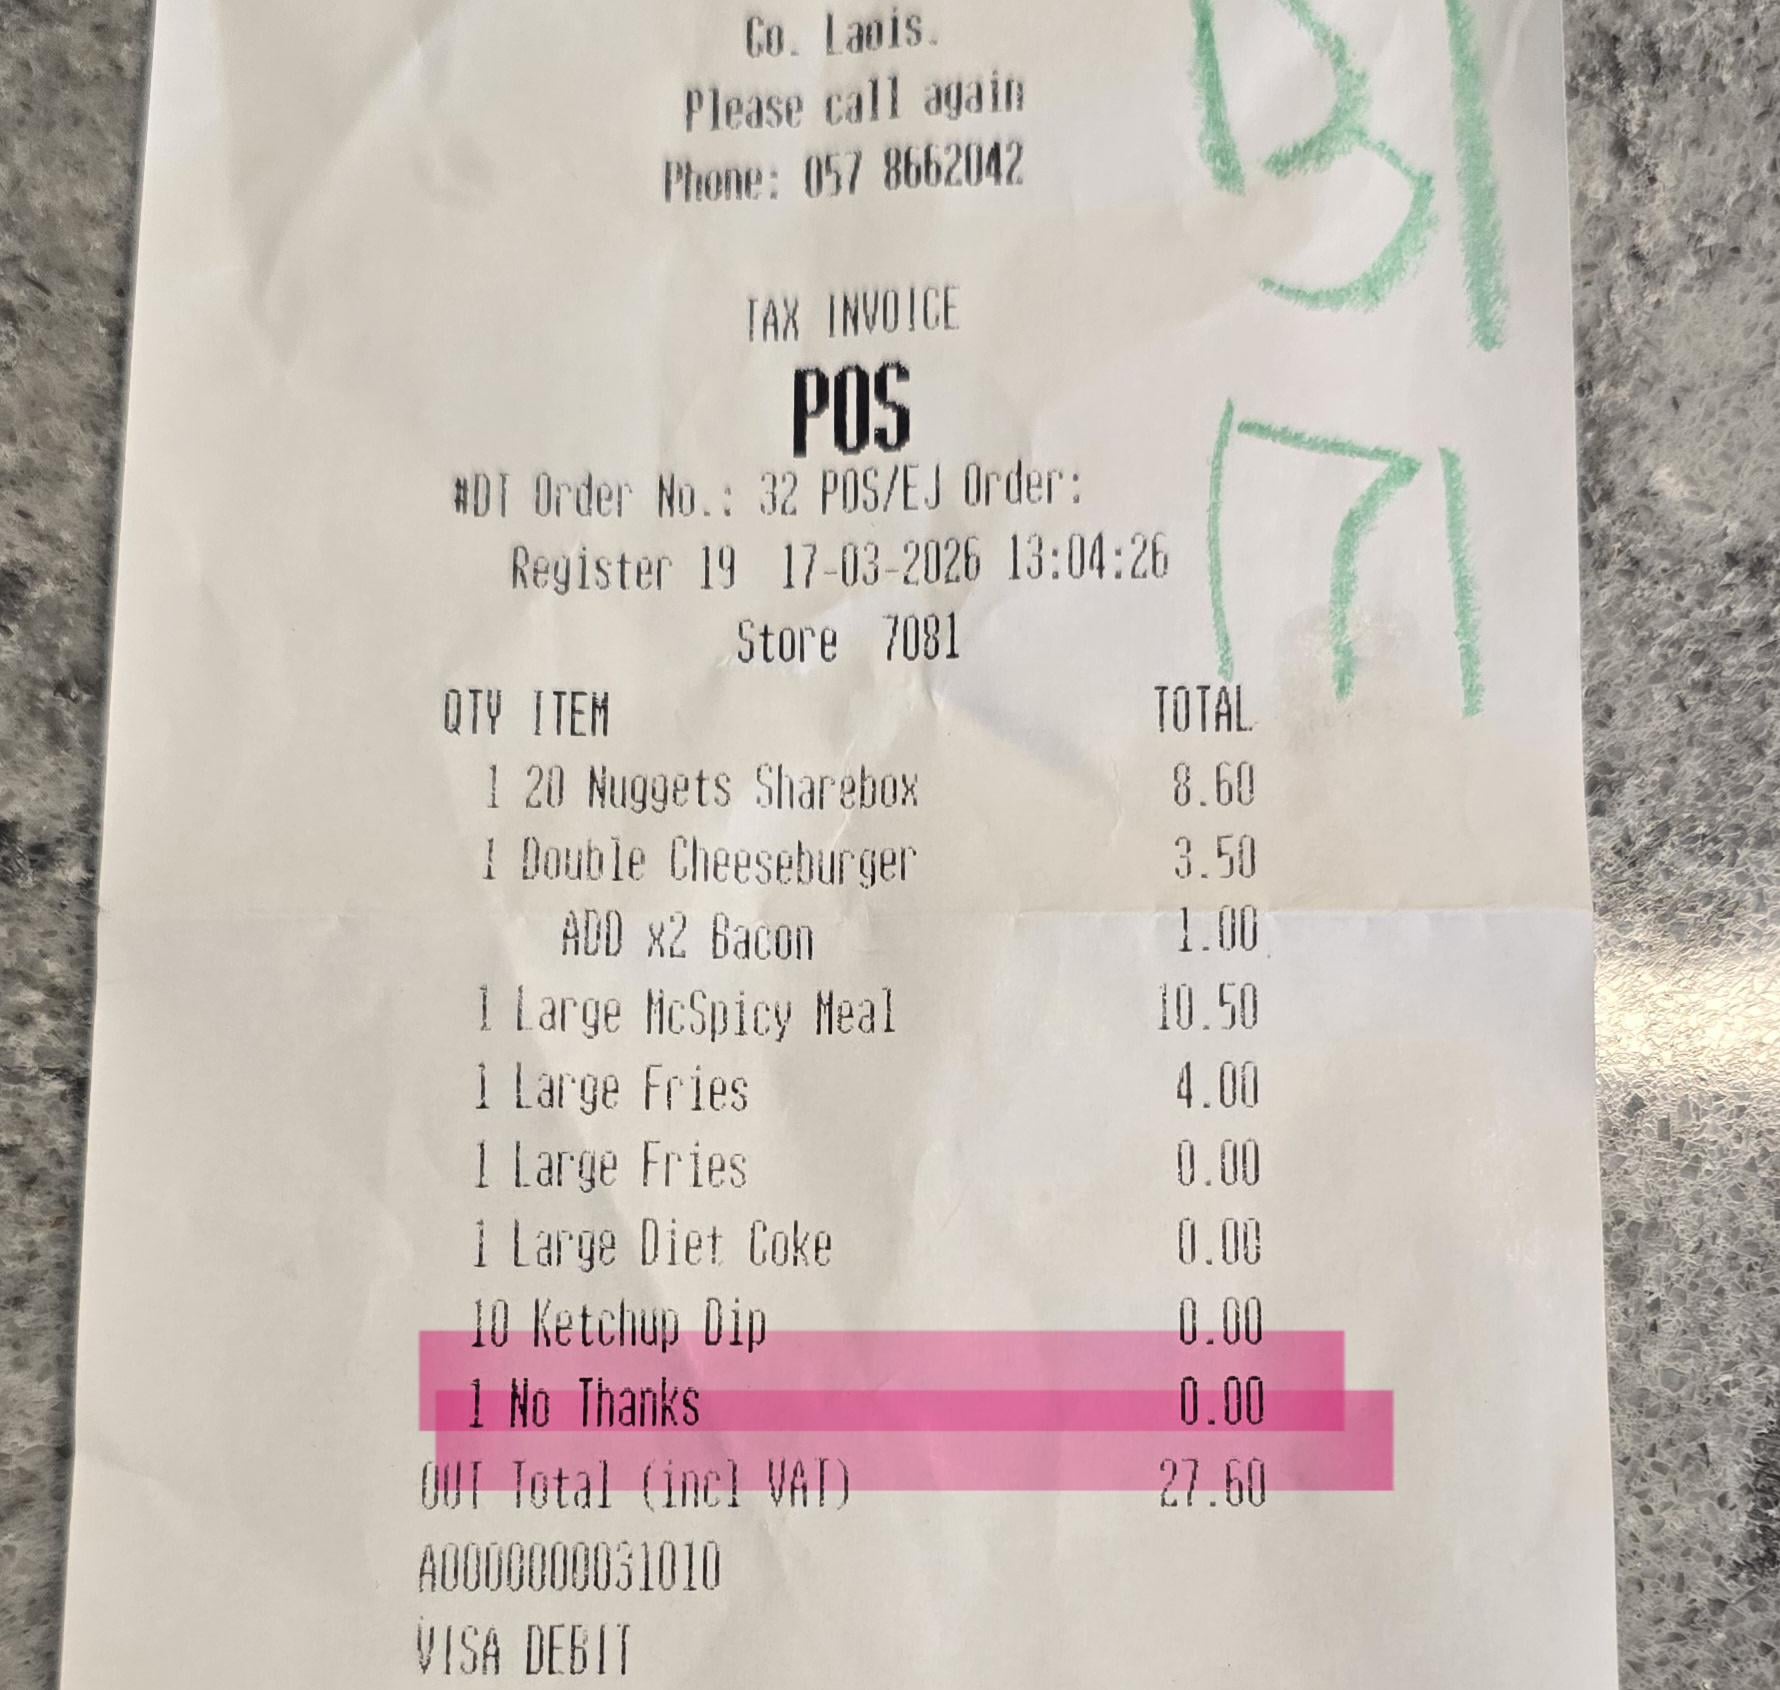 Co. Laois.
Please call again
Phone: 057 8662042
TAX INVOICE
POS
#DT Order No.: 32 POS/EJ Order:
Register 19 17-03-2026 13:04:26
Store 7081
QTY ITEM TOTAL
1 20 Nuggets Sharebox 8.60
1 Double Cheeseburger 3.50
ADD x2 Bacon 1.00
1 Large McSpicy Meal 10.50
1 Large Fries 4.00
1 Large Fries 0.00
1 Large Diet Coke 0.00
10 Ketchup Dip 0.00
1 No Thanks 0.00
OUT Total (incl VAT) 27.60
A0000000031010
VISA DEBIT